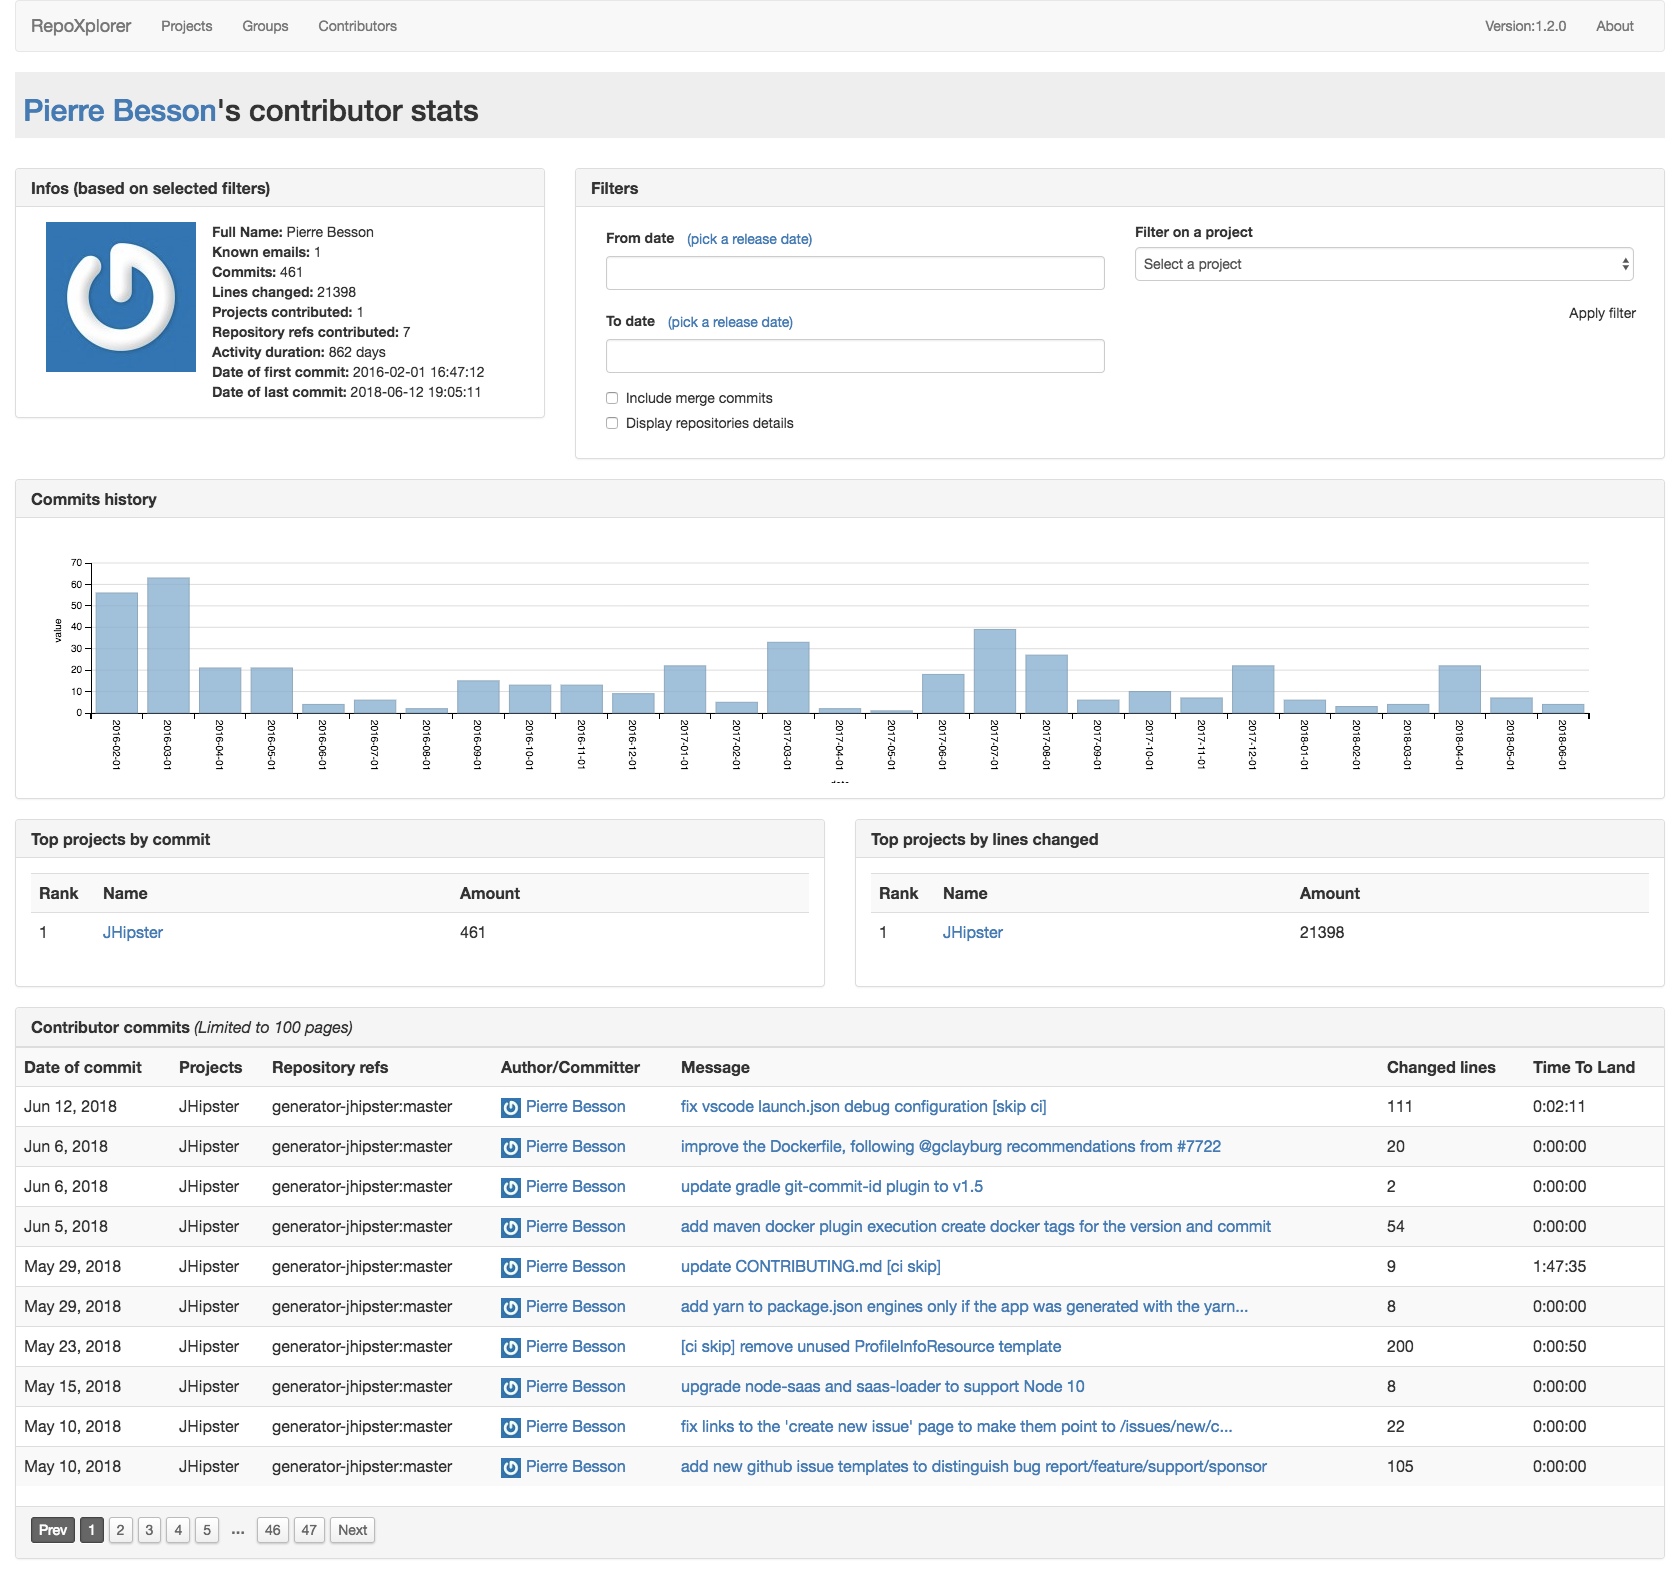 RepoXplorer Projects Groups Contributors Version:1.2.0 About
Pierre Besson's contributor stats
Infos (based on selected filters)
Full Name: Pierre Besson
Known emails: 1
Commits: 461
Lines changed: 21398
Projects contributed: 1
Repository refs contributed: 7
Activity duration: 862 days
Date of first commit: 2016-02-01 16:47:12
Date of last commit: 2018-06-12 19:05:11
Filters
From date (pick a release date)
To date (pick a release date)
Include merge commits
Display repositories details
Filter on a project
Select a project
Apply filter
Commits history
value
70
60
50
40
30
20
10
0
2016-02-01
2016-03-01
2016-04-01
2016-05-01
2016-06-01
2016-07-01
2016-08-01
2016-09-01
2016-10-01
2016-11-01
2016-12-01
2017-01-01
2017-02-01
2017-03-01
2017-04-01
2017-05-01
2017-06-01
2017-07-01
2017-08-01
2017-09-01
2017-10-01
2017-11-01
2017-12-01
2018-01-01
2018-02-01
2018-03-01
2018-04-01
2018-05-01
2018-06-01
Top projects by commit
Rank Name Amount
1 JHipster 461
Top projects by lines changed
Rank Name Amount
1 JHipster 21398
Contributor commits (Limited to 100 pages)
Date of commit Projects Repository refs Author/Committer Message Changed lines Time To Land
Jun 12, 2018 JHipster generator-jhipster:master Pierre Besson fix vscode launch.json debug configuration [skip ci] 111 0:02:11
Jun 6, 2018 JHipster generator-jhipster:master Pierre Besson improve the Dockerfile, following @gclayburg recommendations from #7722 20 0:00:00
Jun 6, 2018 JHipster generator-jhipster:master Pierre Besson update gradle git-commit-id plugin to v1.5 2 0:00:00
Jun 5, 2018 JHipster generator-jhipster:master Pierre Besson add maven docker plugin execution create docker tags for the version and commit 54 0:00:00
May 29, 2018 JHipster generator-jhipster:master Pierre Besson update CONTRIBUTING.md [ci skip] 9 1:47:35
May 29, 2018 JHipster generator-jhipster:master Pierre Besson add yarn to package.json engines only if the app was generated with the yarn... 8 0:00:00
May 23, 2018 JHipster generator-jhipster:master Pierre Besson [ci skip] remove unused ProfileInfoResource template 200 0:00:50
May 15, 2018 JHipster generator-jhipster:master Pierre Besson upgrade node-saas and saas-loader to support Node 10 8 0:00:00
May 10, 2018 JHipster generator-jhipster:master Pierre Besson fix links to the 'create new issue' page to make them point to /issues/new/c... 22 0:00:00
May 10, 2018 JHipster generator-jhipster:master Pierre Besson add new github issue templates to distinguish bug report/feature/support/sponsor 105 0:00:00
Prev 1 2 3 4 5 ... 46 47 Next